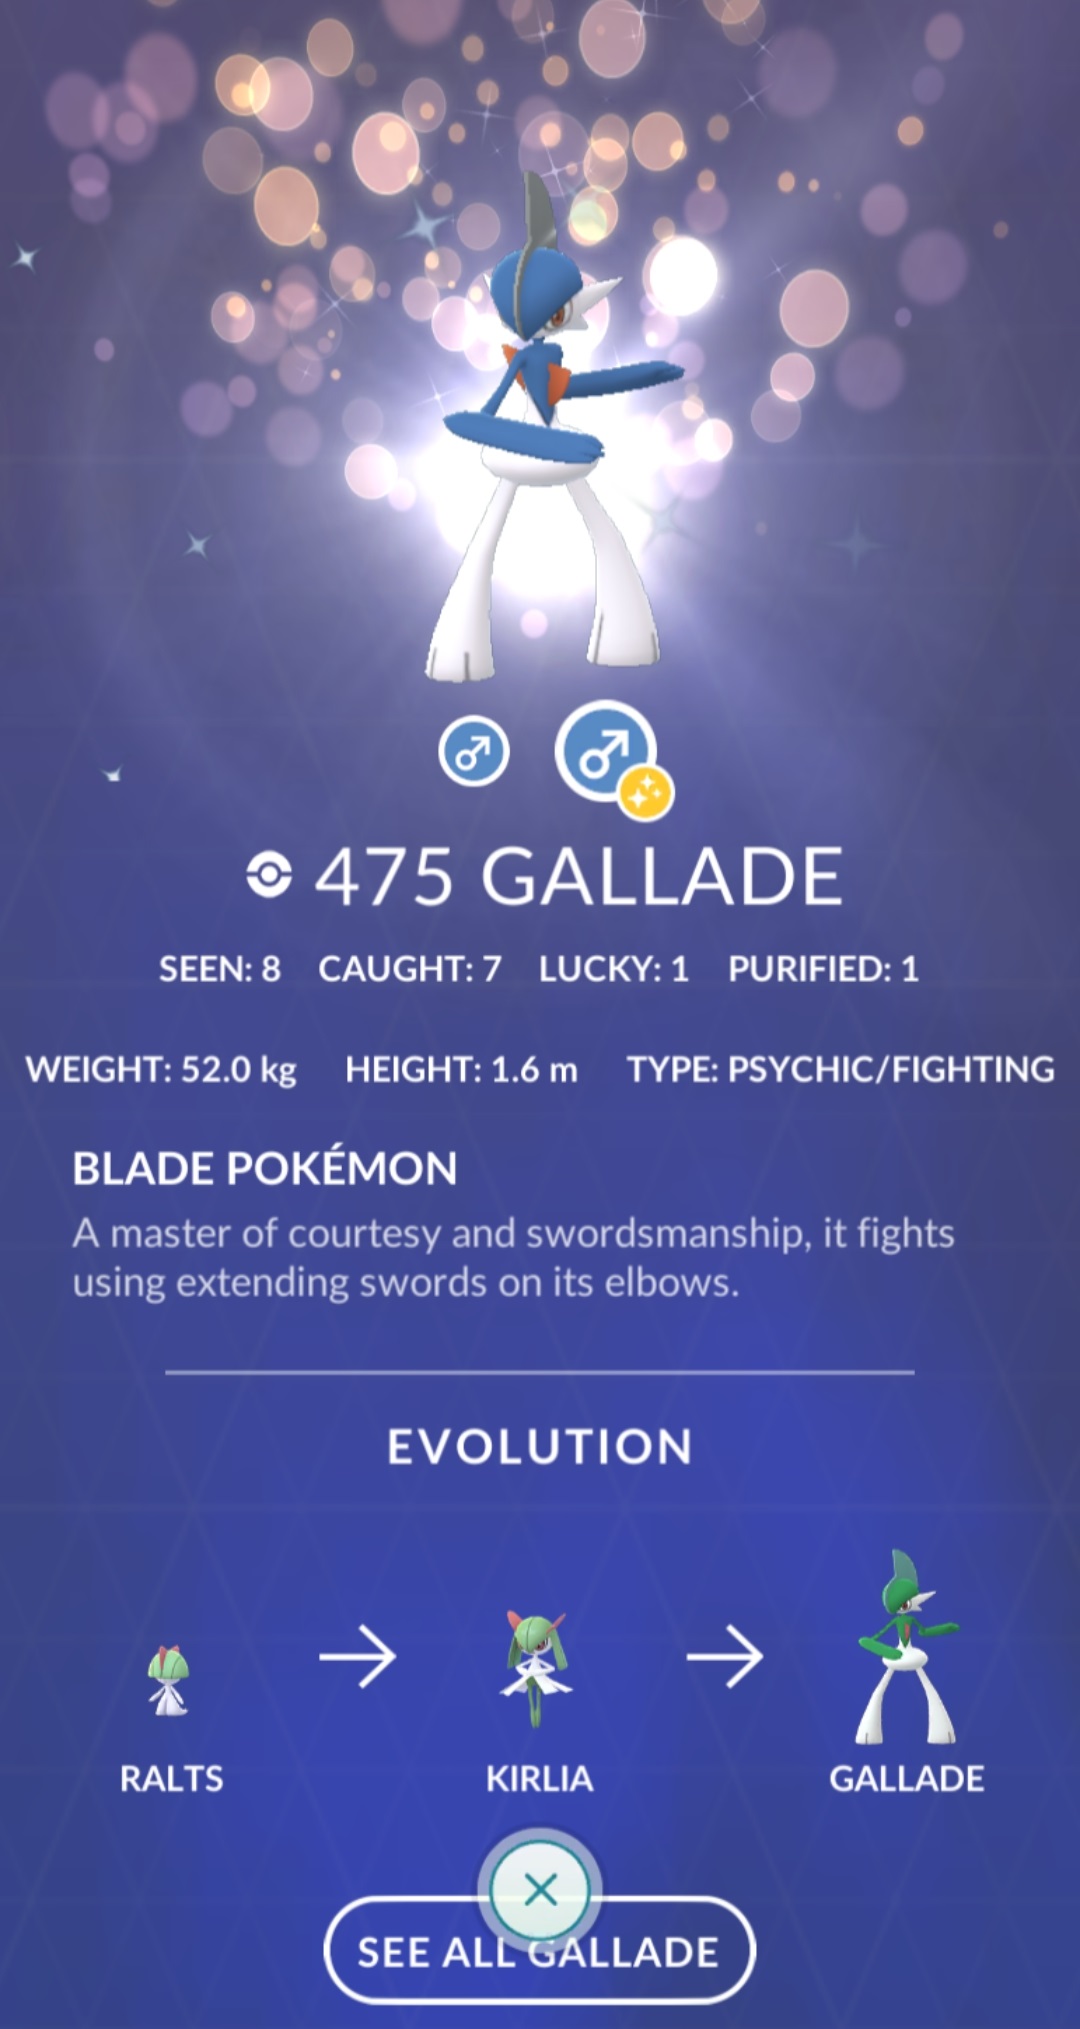 475 GALLADE
SEEN: 8 CAUGHT: 7 LUCKY: 1 PURIFIED: 1
WEIGHT: 52.0 kg HEIGHT: 1.6 m TYPE: PSYCHIC/FIGHTING
BLADE POKÉMON
A master of courtesy and swordsmanship, it fights
using extending swords on its elbows.
EVOLUTION
RALTS KIRLIA GALLADE
SEE ALL GALLADE